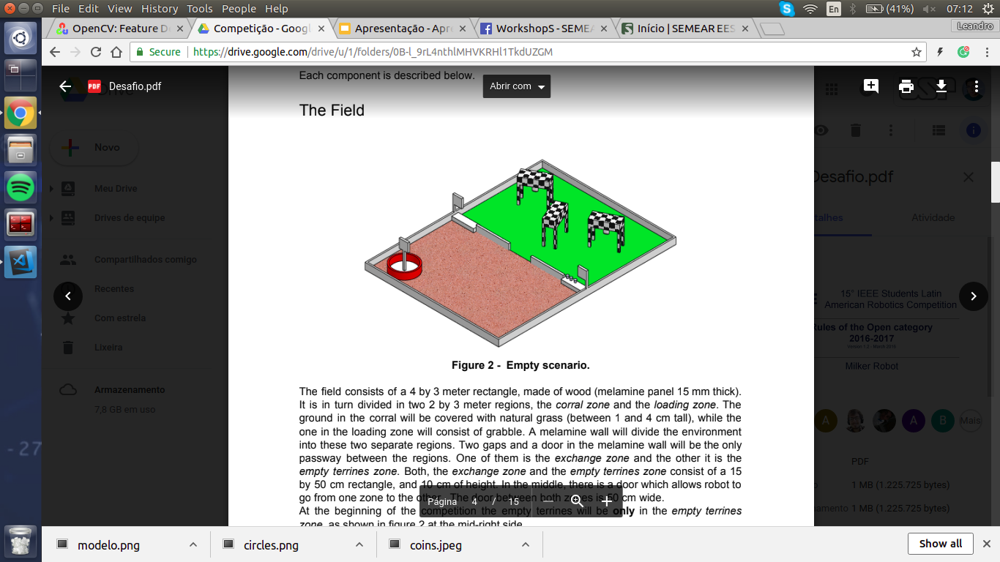 File Edit View History Tools People Help
En
(41%)
07:12
OpenCV: Feature De
Competição - Googl
Apresentação - Apre
WorkshopS - SEMEA
Início | SEMEAR EES
Leandro
Secure
https://drive.google.com/drive/u/1/folders/0B-l_9rL4nthlMHVKRHl1TkdUZGM
PDF Desafio.pdf
Abrir com
Novo
Meu Drive
Drives de equipe
Compartilhados comigo
Recentes
Com estrela
Lixeira
Armazenamento
7,8 GB em uso
- 27
Each component is described below.
The Field
Figure 2 - Empty scenario.
The field consists of a 4 by 3 meter rectangle, made of wood (melamine panel 15 mm thick).
It is in turn divided in two 2 by 3 meter regions, the corral zone and the loading zone. The
ground in the corral will be covered with natural grass (between 1 and 4 cm tall), while the
one in the loading zone will consist of grabble. A melamine wall will divide the environment
into these two separate regions. Two gaps and a door in the melamine wall will be the only
passway between the regions. One of them is the exchange zone and the other it is the
empty terrines zone. Both, the exchange zone and the empty terrines zone consist of a 15
by 50 cm rectangle, and 10 cm of height. In the middle, there is a door which allows robot to
go from one zone to the other. The door between both zones is 50 cm wide.
At the beginning of the competition the empty terrines will be only in the empty terrines
zone, as shown in figure 2 at the mid-right side.
Página 4 / 15
Desafio.pdf
talhes
Atividade
15° IEEE Students Latin
American Robotics Competition
Rules of the Open category
2016-2017
Milker Robot
A
A
B
Mais
PDF
1 MB (1.225.725 bytes)
amento 1 MB (1.225.725 bytes)
modelo.png
circles.png
coins.jpeg
Show all